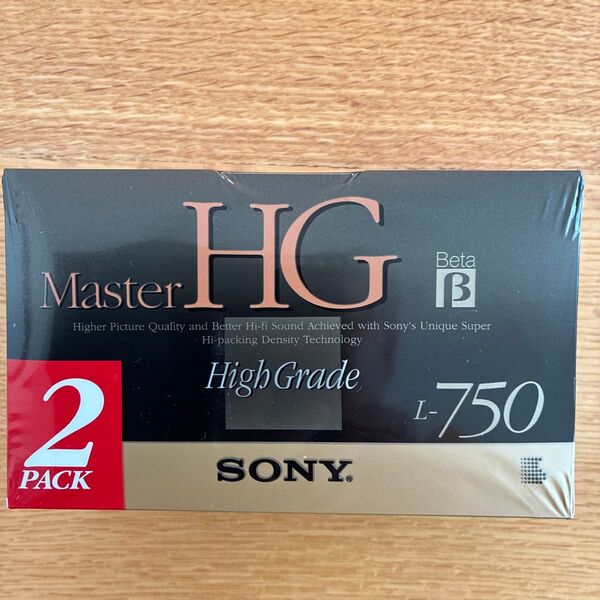 Master HG
Beta
β
Higher Picture Quality and Better Hi-fi Sound Achieved with Sony's Unique Super
Hi-packing Density Technology
High Grade
L-750
2
PACK
SONY®